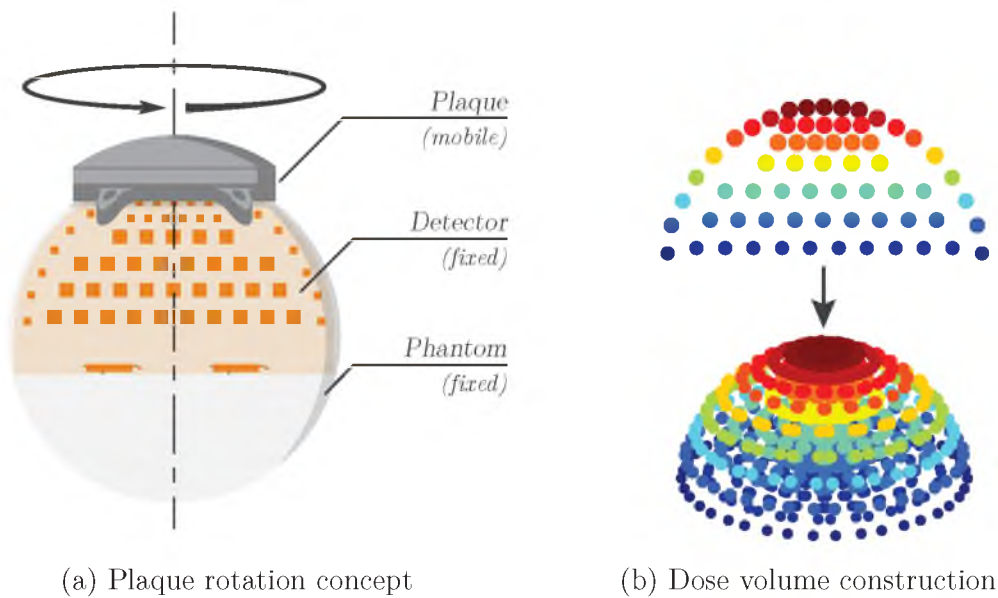 Plaque
(mobile)
Detector
(fixed)
Phantom
(fixed)
(a) Plaque rotation concept
(b) Dose volume construction